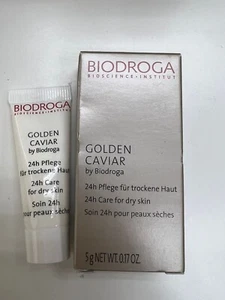 BIODROGA
GOLDEN
CAVIAR
by Biodroga
24h Pflege
für trockene Haut
24h Care
for dry skin
Soin 24h
pour peaux sèches
BIODROGA
BIOSCIENCE INSTITUT
GOLDEN
CAVIAR
by Biodroga
24h Pflege für trockene Haut
24h Care for dry skin
Soin 24h pour peaux sèches
5 g NET WT. 0.17 OZ.